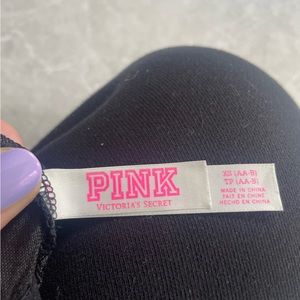 PINK
VICTORIA'S SECRET
XS (AA-B)
TP (AA-B)
MADE IN CHINA
FAIT EN CHINE
HECHO EN CHINA